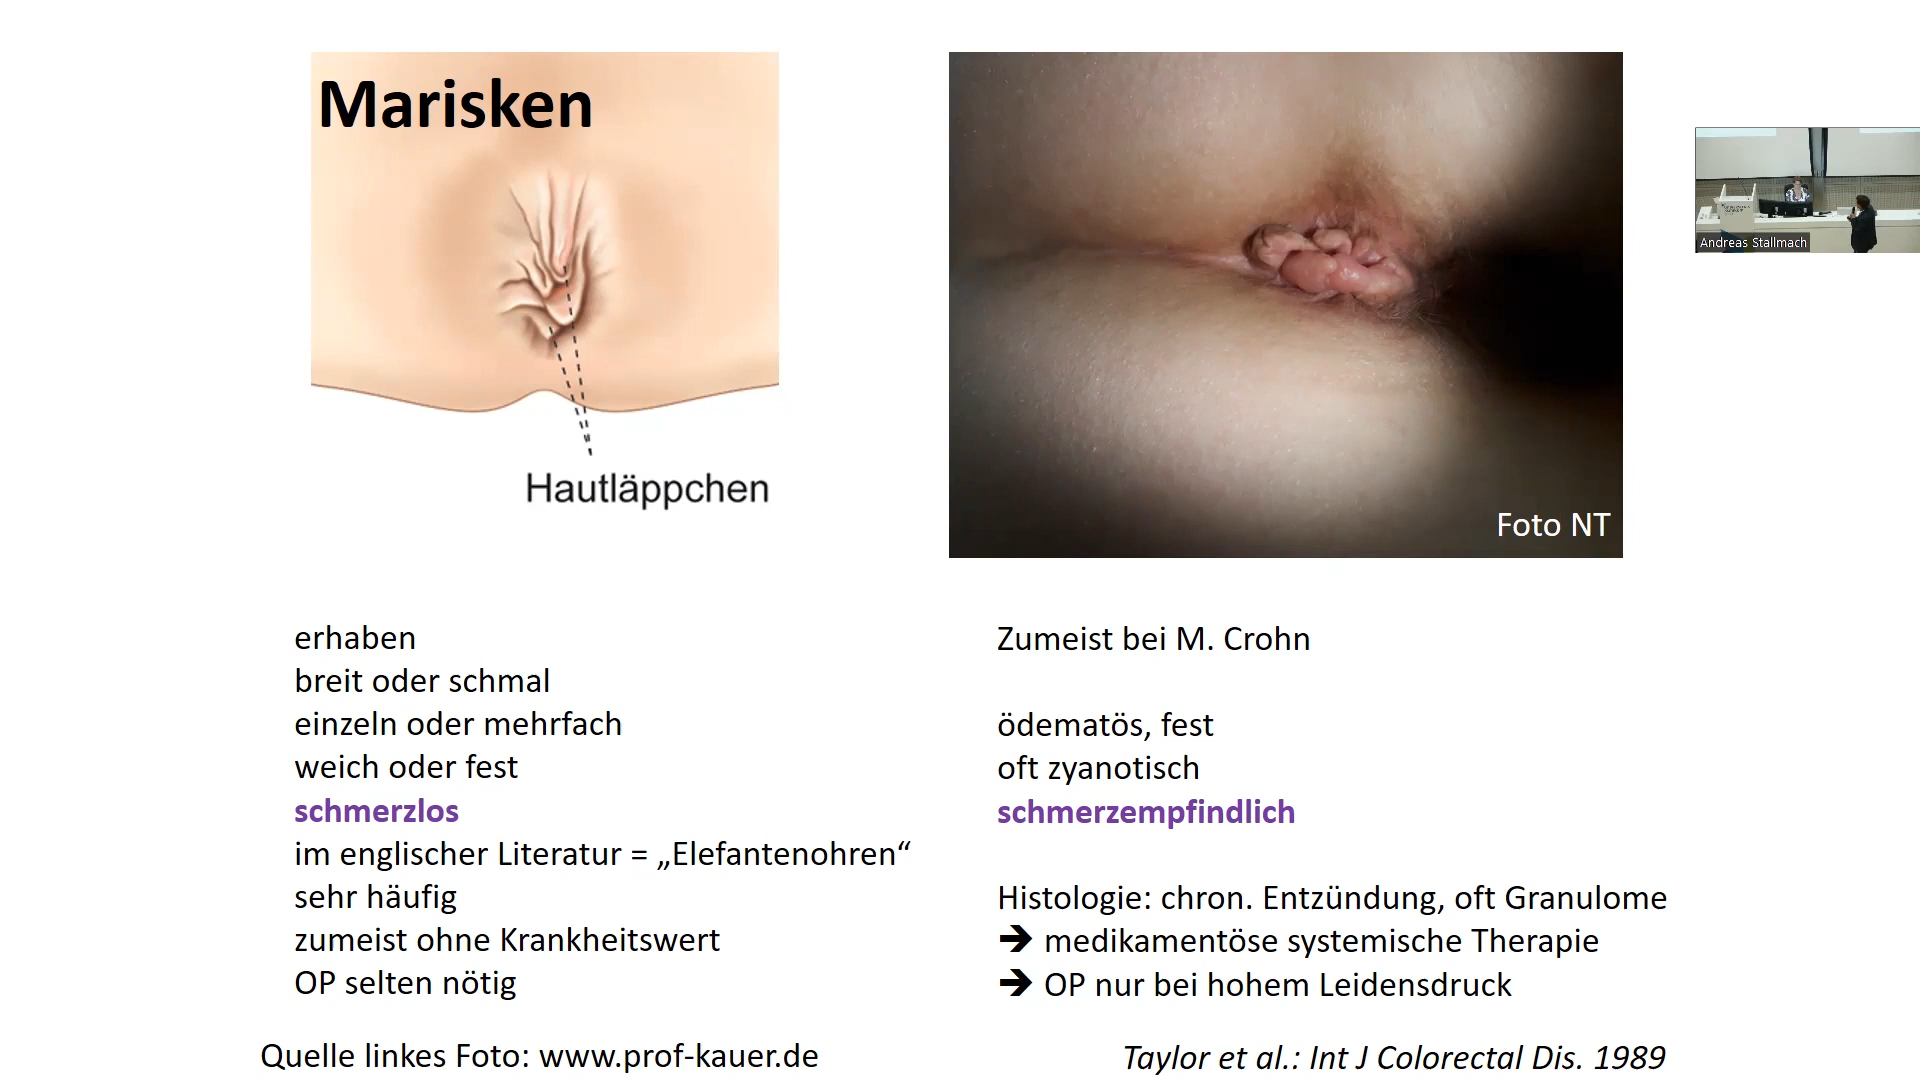 Marisken
Hautläppchen
erhaben
breit oder schmal
einzeln oder mehrfach
weich oder fest
schmerzlos
im englischer Literatur = „Elefantenohren“
sehr häufig
zumeist ohne Krankheitswert
OP selten nötig
Quelle linkes Foto: www.prof-kauer.de
Foto NT
Zumeist bei M. Crohn
ödematös, fest
oft zyanotisch
schmerzempfindlich
Histologie: chron. Entzündung, oft Granulome
➔ medikamentöse systemische Therapie
➔ OP nur bei hohem Leidensdruck
Taylor et al.: Int J Colorectal Dis. 1989
Andreas Stallmach